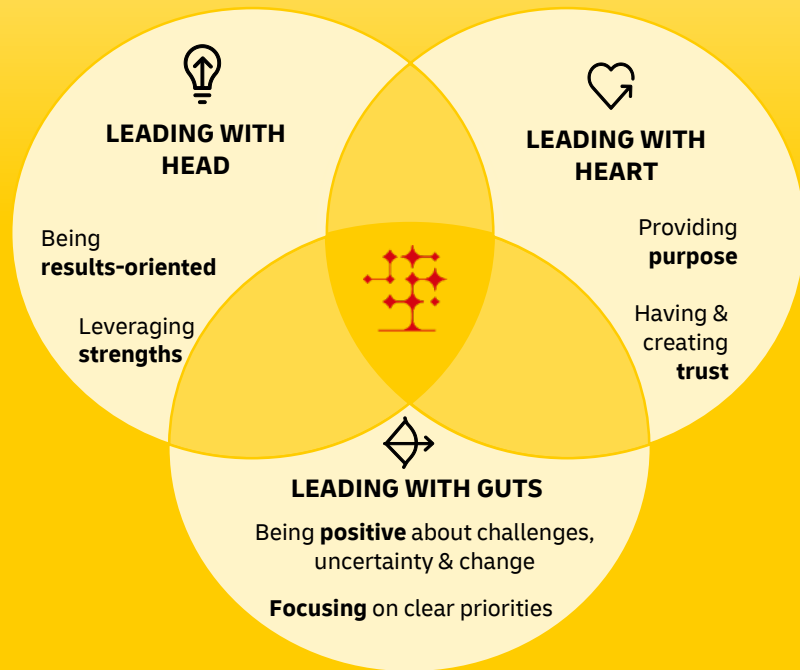 LEADING WITH
HEAD
Being
results-oriented
Leveraging
strengths
LEADING WITH
HEART
Providing
purpose
Having &
creating
trust
LEADING WITH GUTS
Being positive about challenges,
uncertainty & change
Focusing on clear priorities